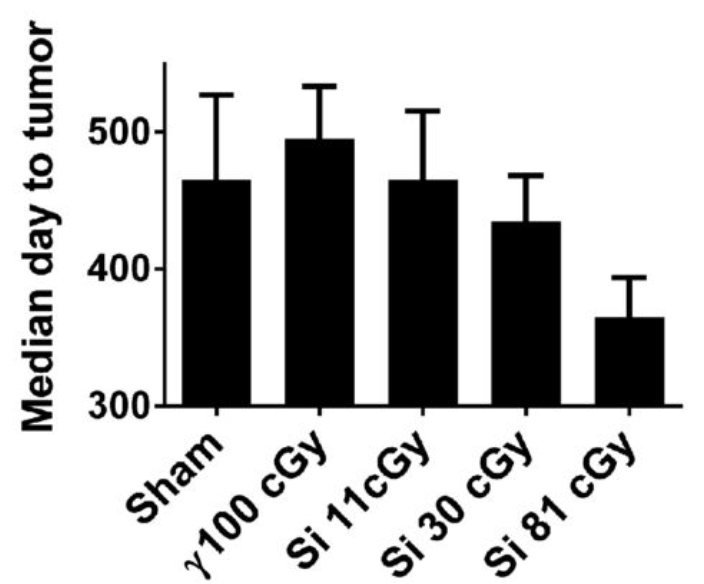 Median day to tumor
500
400
300
Sham
γ100 cGy
Si 11cGy
Si 30 cGy
Si 81 cGy